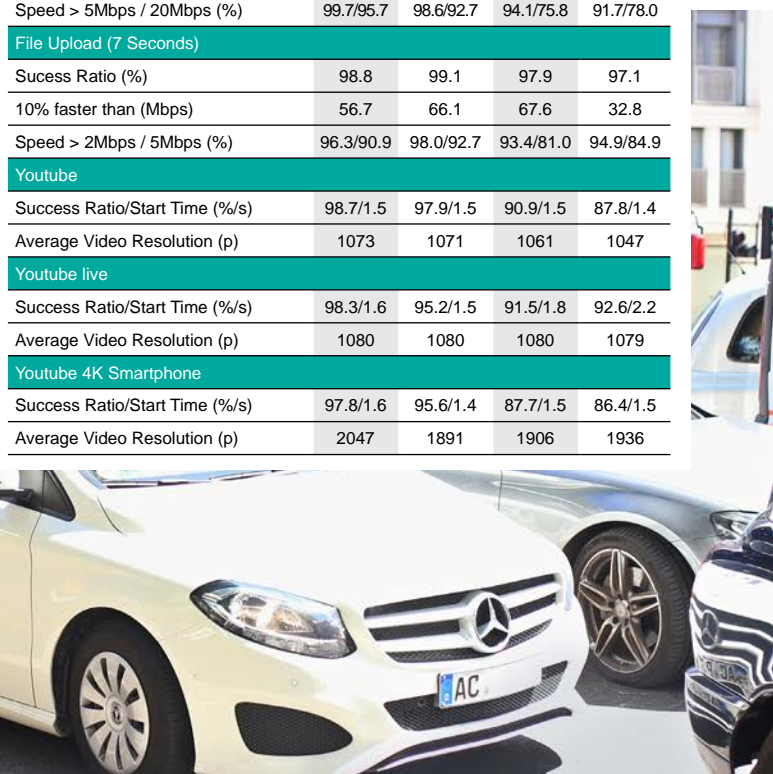 Speed > 5Mbps / 20Mbps (%) 99.7/95.7 98.6/92.7 94.1/75.8 91.7/78.0
File Upload (7 Seconds)
Sucess Ratio (%) 98.8 99.1 97.9 97.1
10% faster than (Mbps) 56.7 66.1 67.6 32.8
Speed > 2Mbps / 5Mbps (%) 96.3/90.9 98.0/92.7 93.4/81.0 94.9/84.9
Youtube
Success Ratio/Start Time (%/s) 98.7/1.5 97.9/1.5 90.9/1.5 87.8/1.4
Average Video Resolution (p) 1073 1071 1061 1047
Youtube live
Success Ratio/Start Time (%/s) 98.3/1.6 95.2/1.5 91.5/1.8 92.6/2.2
Average Video Resolution (p) 1080 1080 1080 1079
Youtube 4K Smartphone
Success Ratio/Start Time (%/s) 97.8/1.6 95.6/1.4 87.7/1.5 86.4/1.5
Average Video Resolution (p) 2047 1891 1906 1936
AC